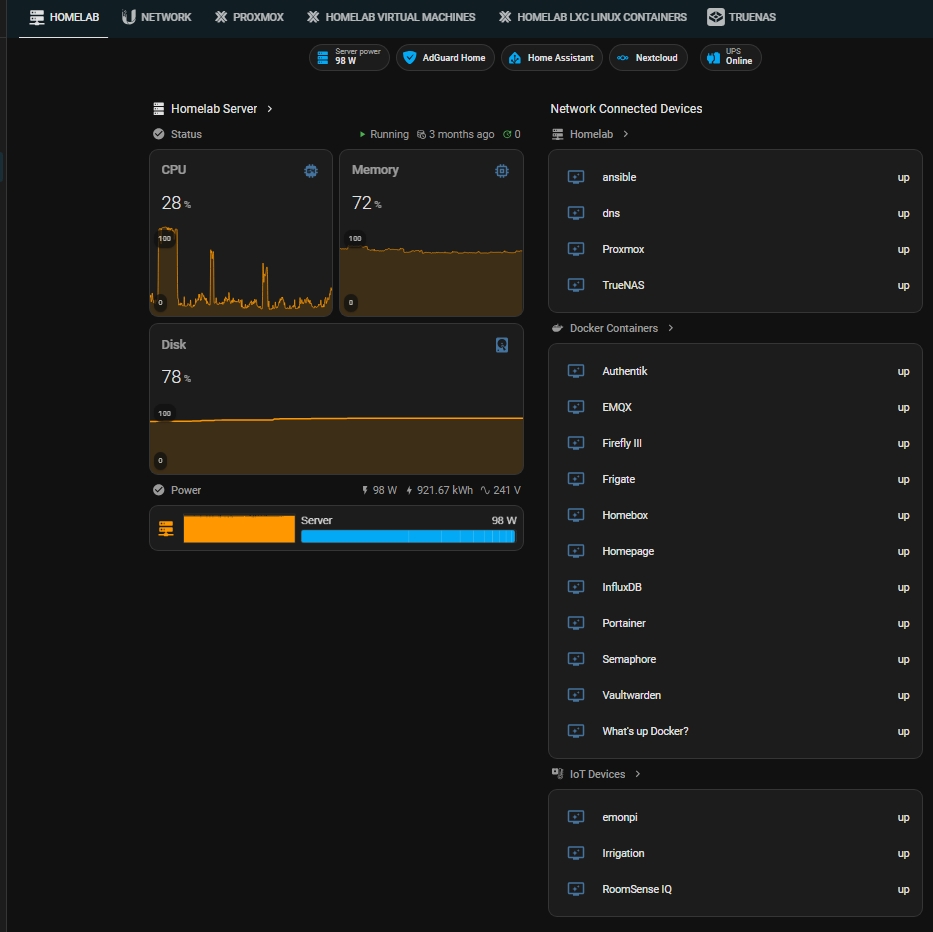 HOMELAB NETWORK PROXMOX HOMELAB VIRTUAL MACHINES HOMELAB LXC LINUX CONTAINERS TRUENAS
Server power
98 W
AdGuard Home
Home Assistant
Nextcloud
UPS
Online
Homelab Server
Status Running 3 months ago 0
CPU
28 %
100
0
Memory
72 %
100
0
Disk
78 %
100
0
Power 98 W 921.67 kWh 241 V
Server 98 W
Network Connected Devices
Homelab
ansible up
dns up
Proxmox up
TrueNAS up
Docker Containers
Authentik up
EMQX up
Firefly III up
Frigate up
Homebox up
Homepage up
InfluxDB up
Portainer up
Semaphore up
Vaultwarden up
What's up Docker? up
IoT Devices
emonpi up
Irrigation up
RoomSense IQ up